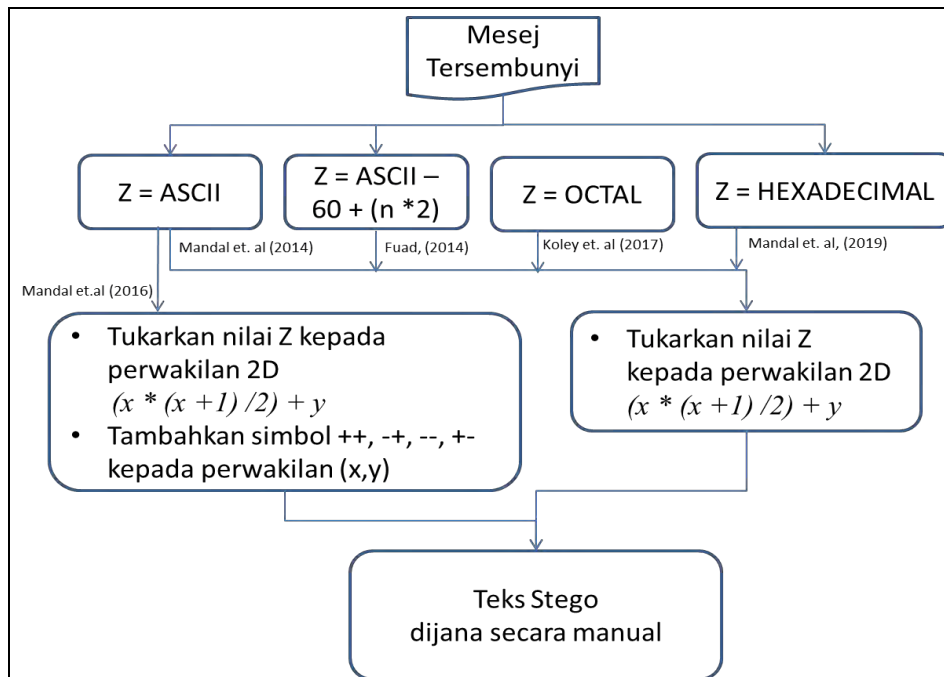 Mesej
Tersembunyi
Z = ASCII
Z = ASCII –
60 + (n *2)
Z = OCTAL
Z = HEXADECIMAL
Mandal et. al (2014)
Fuad, (2014)
Koley et. al (2017)
Mandal et. al, (2019)
Mandal et.al (2016)
• Tukarkan nilai Z kepada
perwakilan 2D
(x * (x +1) /2) + y
• Tambahkan simbol ++, -+, --, +-
kepada perwakilan (x,y)
• Tukarkan nilai Z
kepada perwakilan 2D
(x * (x +1) /2) + y
Teks Stego
dijana secara manual